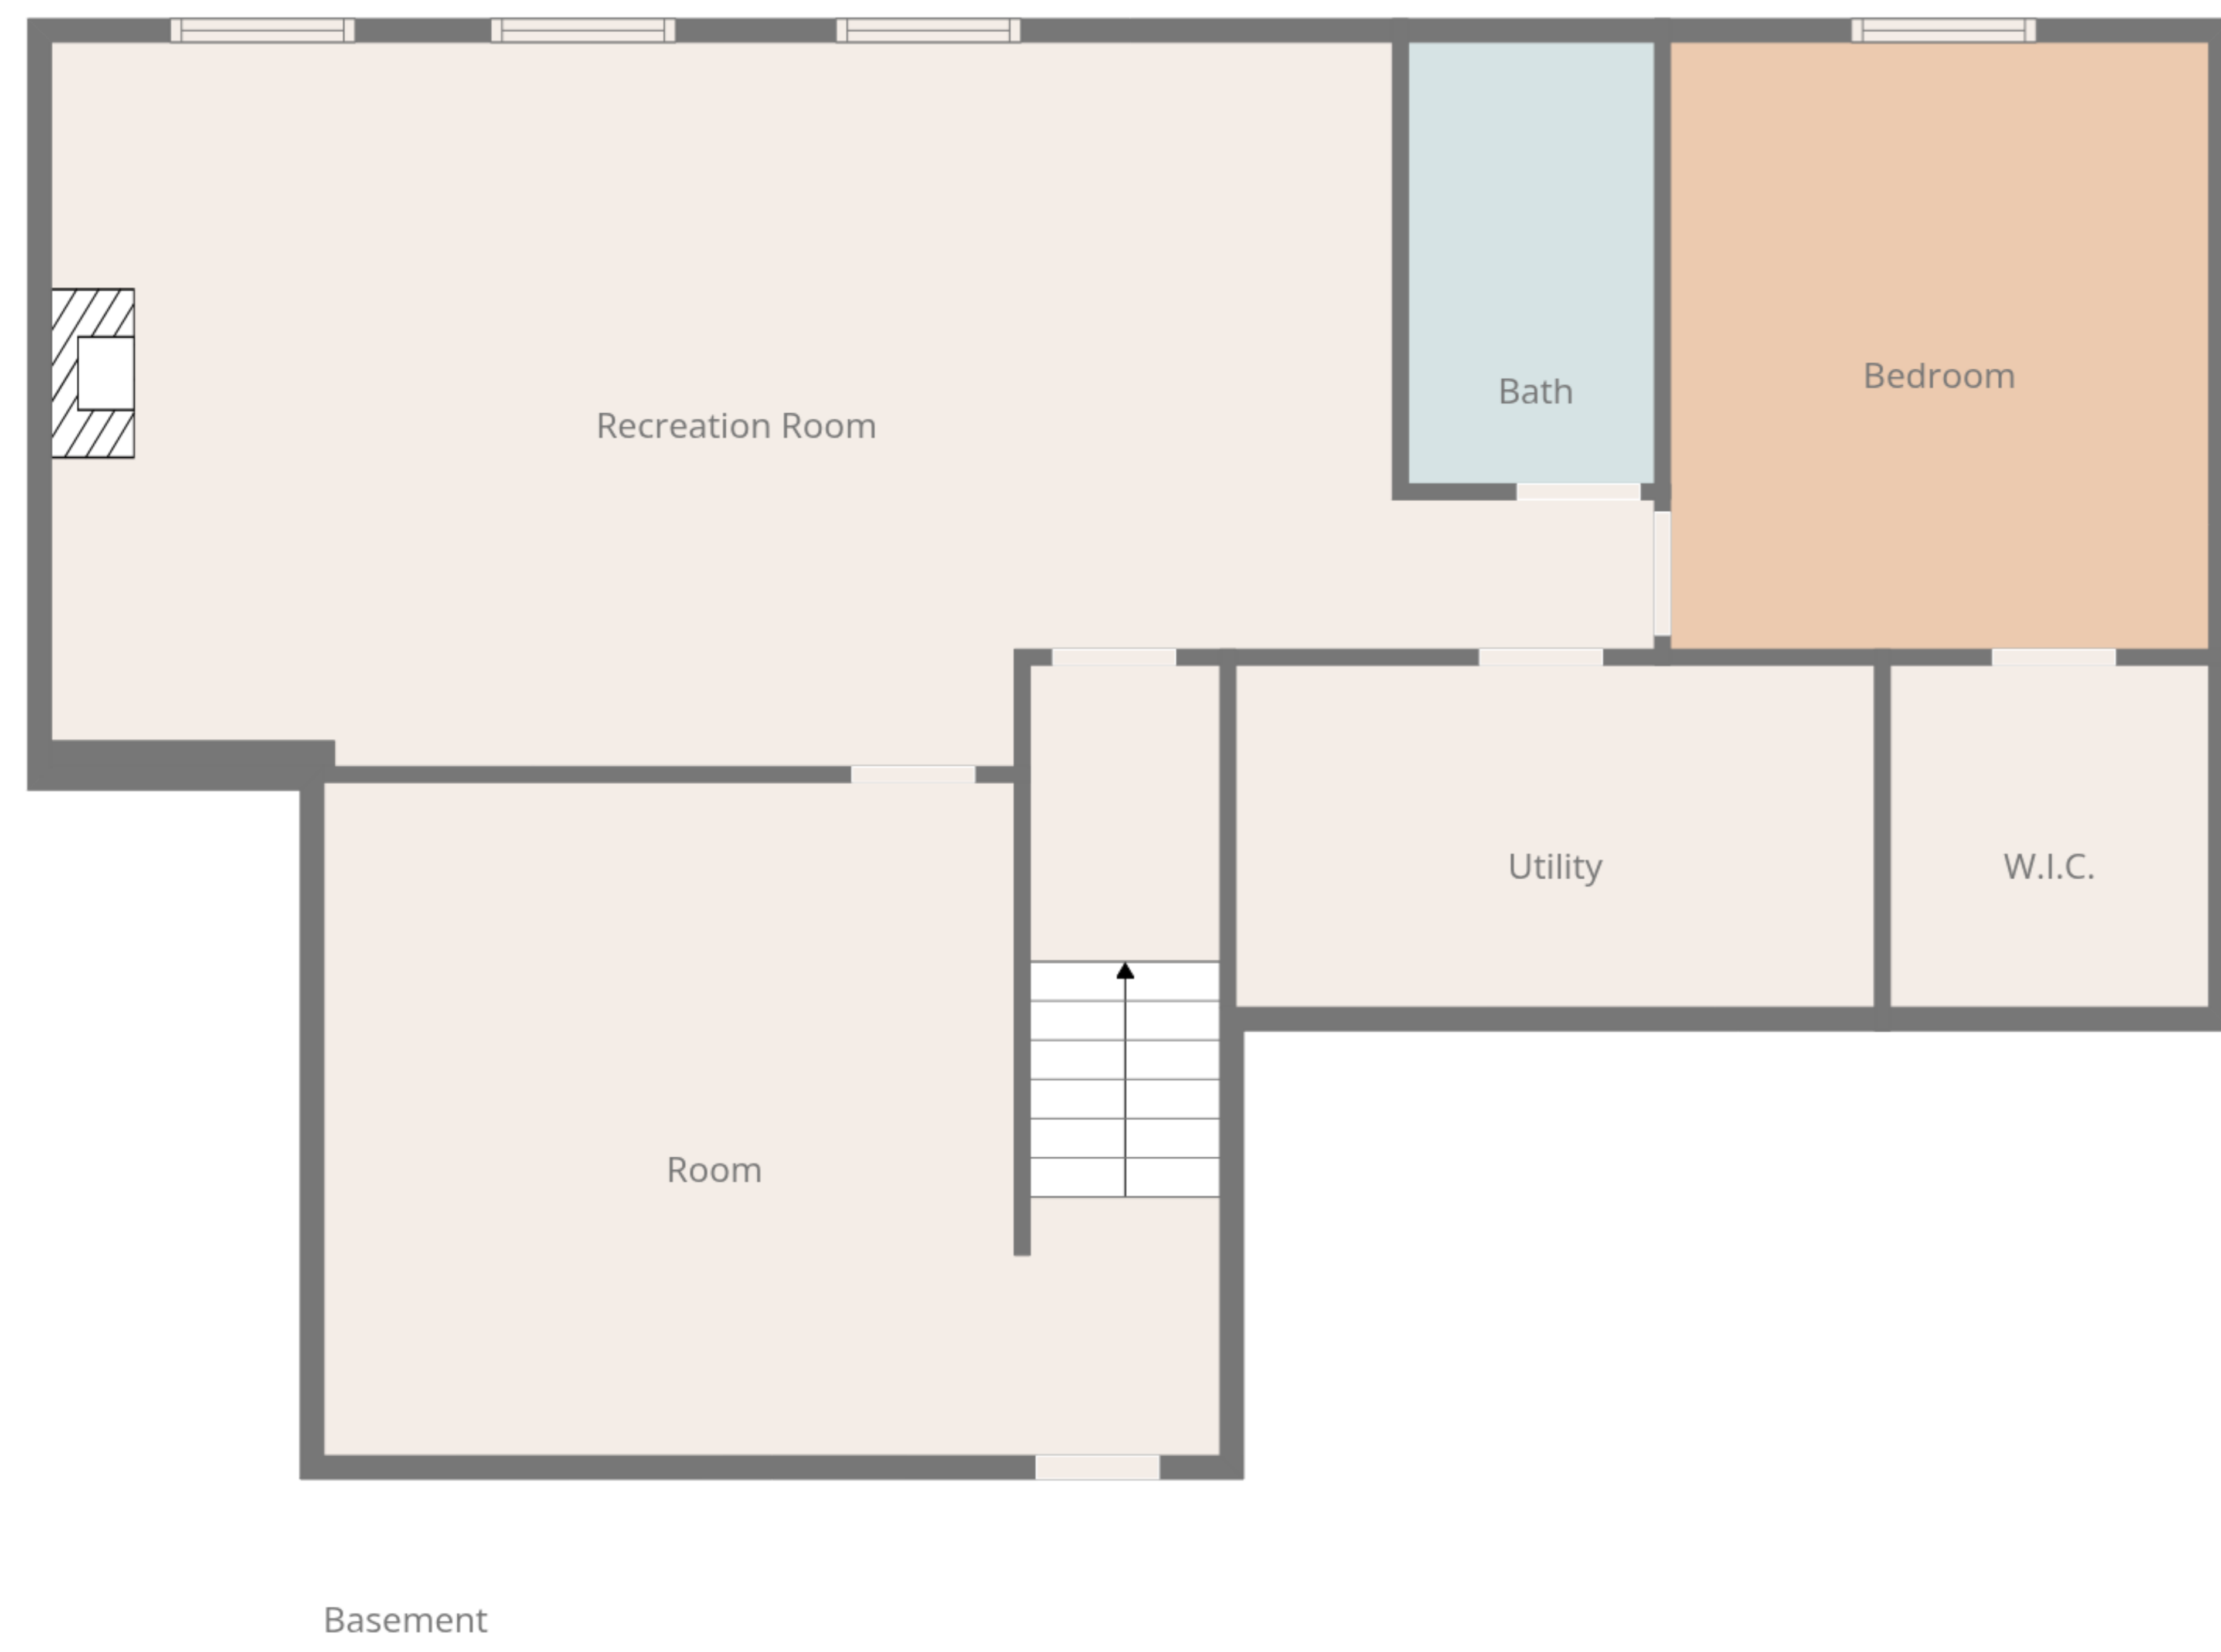 Bedroom
Bath
Recreation Room
Utility
W.I.C.
Room
Basement